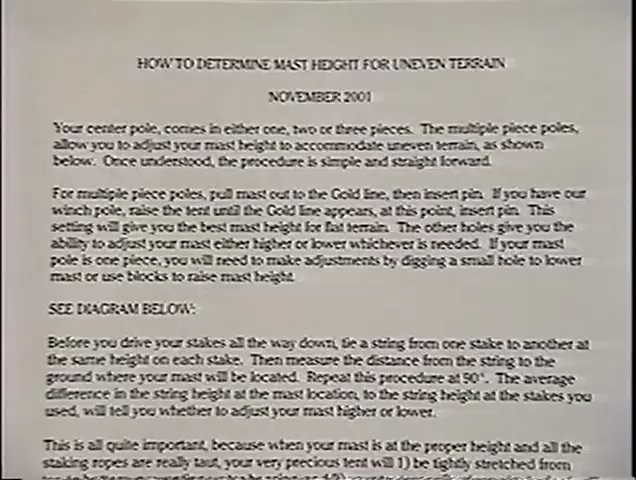 HOW TO DETERMINE MAST HEIGHT FOR UNEVEN TERRAIN
NOVEMBER 2001
Your center pole, comes in either one, two or three pieces. The multiple piece poles,
allow you to adjust your mast height to accommodate uneven terrain, as shown
below. Once understood, the procedure is simple and straight forward.
For multiple piece poles, pull mast out to the Gold line, then insert pin. If you have our
winch pole, raise the tent until the Gold line appears, at this point, insert pin. This
setting will give you the best mast height for flat terrain. The other holes give you the
ability to adjust your mast either higher or lower whichever is needed. If your mast
pole is one piece, you will need to make adjustments by digging a small hole to lower
mast or use blocks to raise mast height.
SEE DIAGRAM BELOW:
Before you drive your stakes all the way down, tie a string from one stake to another at
the same height on each stake. Then measure the distance from the string to the
ground where your mast will be located. Repeat this procedure at 90°. The average
difference in the string height at the mast location, to the string height at the stakes you
used, will tell you whether to adjust your mast higher or lower.
This is all quite important, because when your mast is at the proper height and all the
staking ropes are really taut, your very precious tent will 1) be tightly stretched from